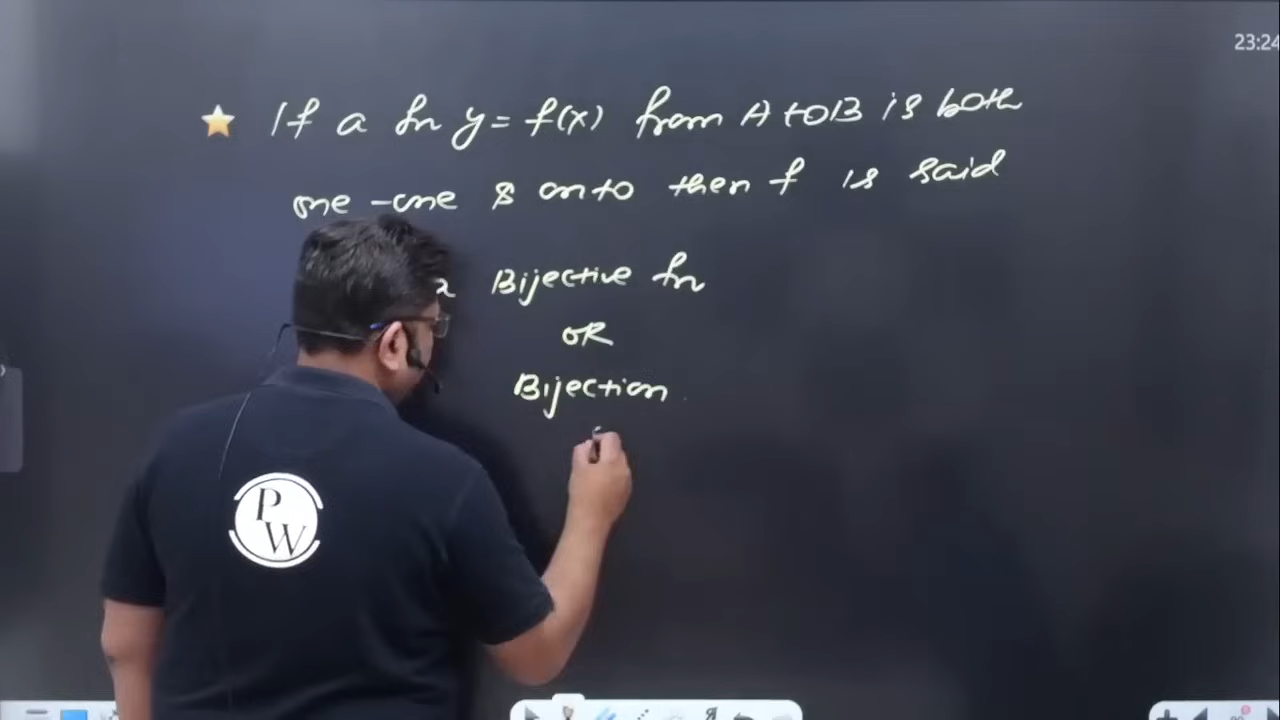 23:24
If a fn y = f(x) from A to B is both
one-one & onto then f is said
a Bijective fn
OR
Bijection
PW